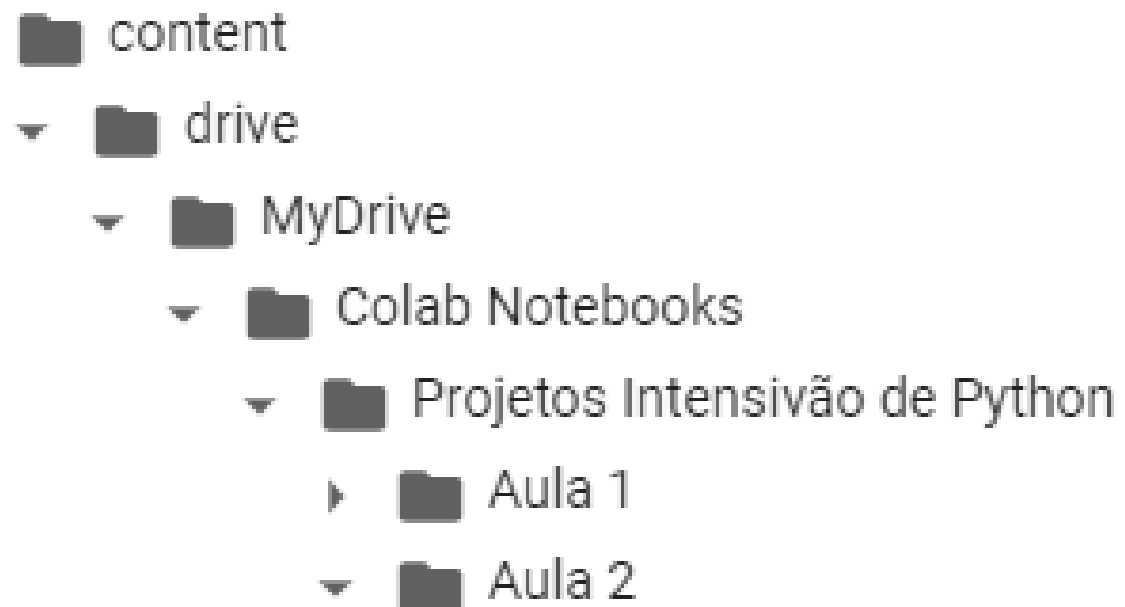 content
drive
MyDrive
Colab Notebooks
Projetos Intensivão de Python
Aula 1
Aula 2